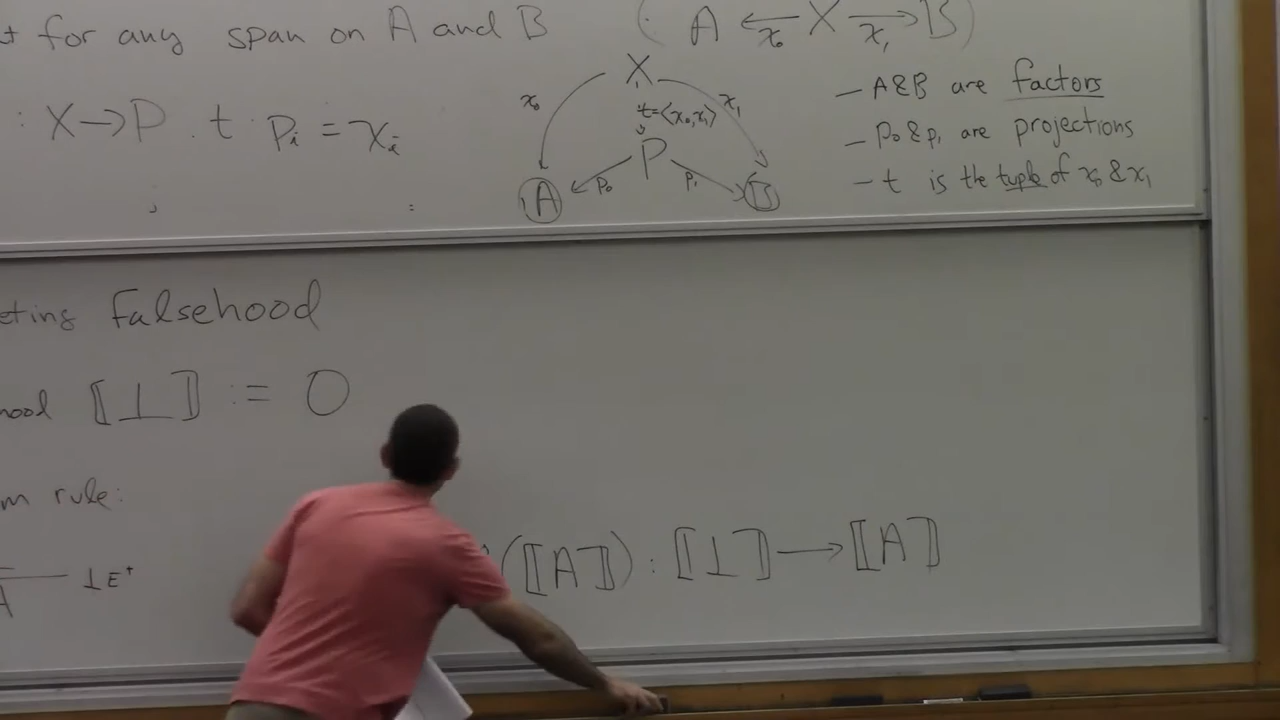 t for any span on A and B ( A ←x₀ X →x₁ B )
: X → P . t · pᵢ = xᵢ
X
x₀ t=⟨x₀,x₁⟩ x₁
P
A p₀ p₁ B
– A & B are factors
– p₀ & p₁ are projections
– t is the tuple of x₀ & x₁
eting Falsehood
hood ⟦⊥⟧ := 0
m rule:
A ⊥E⁺
(⟦A⟧) : ⟦⊥⟧ → ⟦A⟧